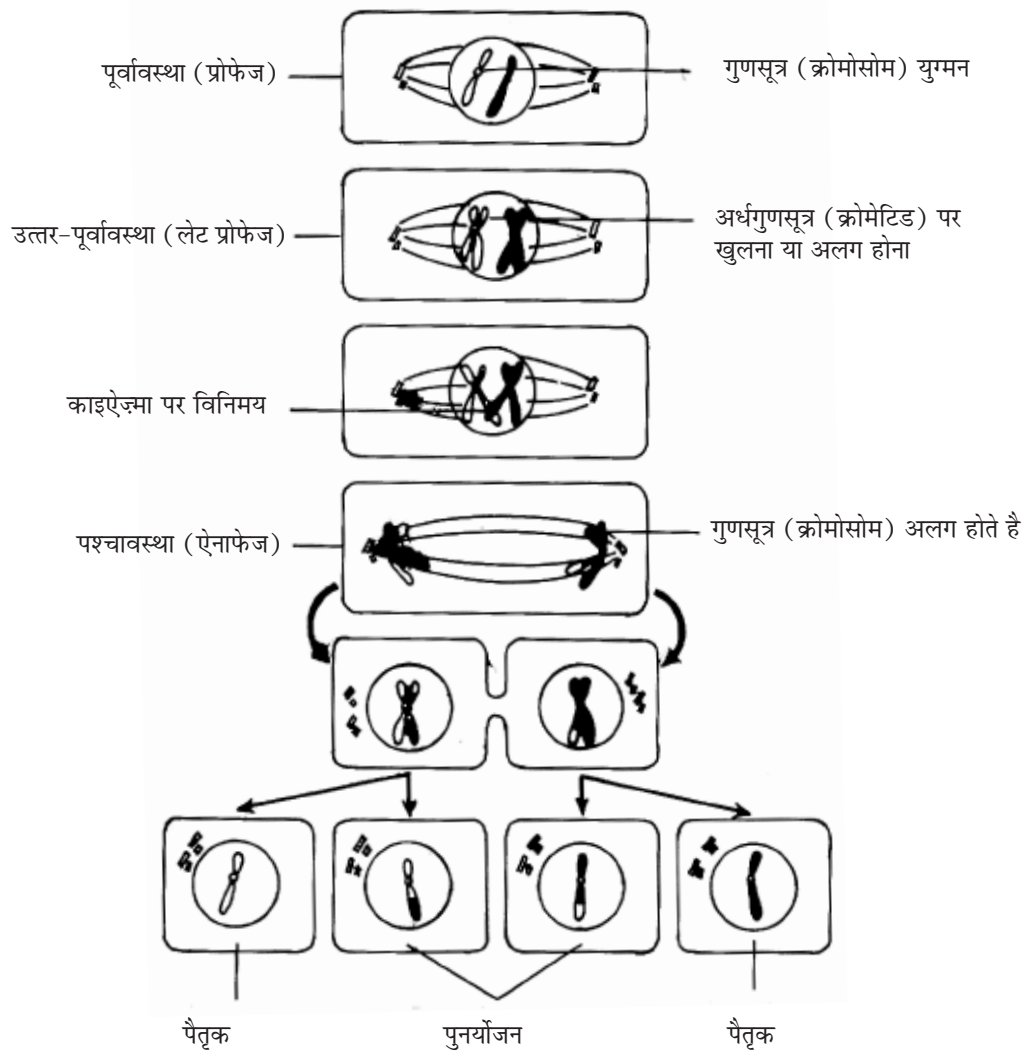 पूर्वावस्था (प्रोफेज)
गुणसूत्र (क्रोमोसोम) युग्मन
उत्तर-पूर्वावस्था (लेट प्रोफेज)
अर्धगुणसूत्र (क्रोमेटिड) पर
खुलना या अलग होना
काइऐज़्मा पर विनिमय
पश्चावस्था (ऐनाफेज)
गुणसूत्र (क्रोमोसोम) अलग होते है
पैतृक
पुनर्योजन
पैतृक